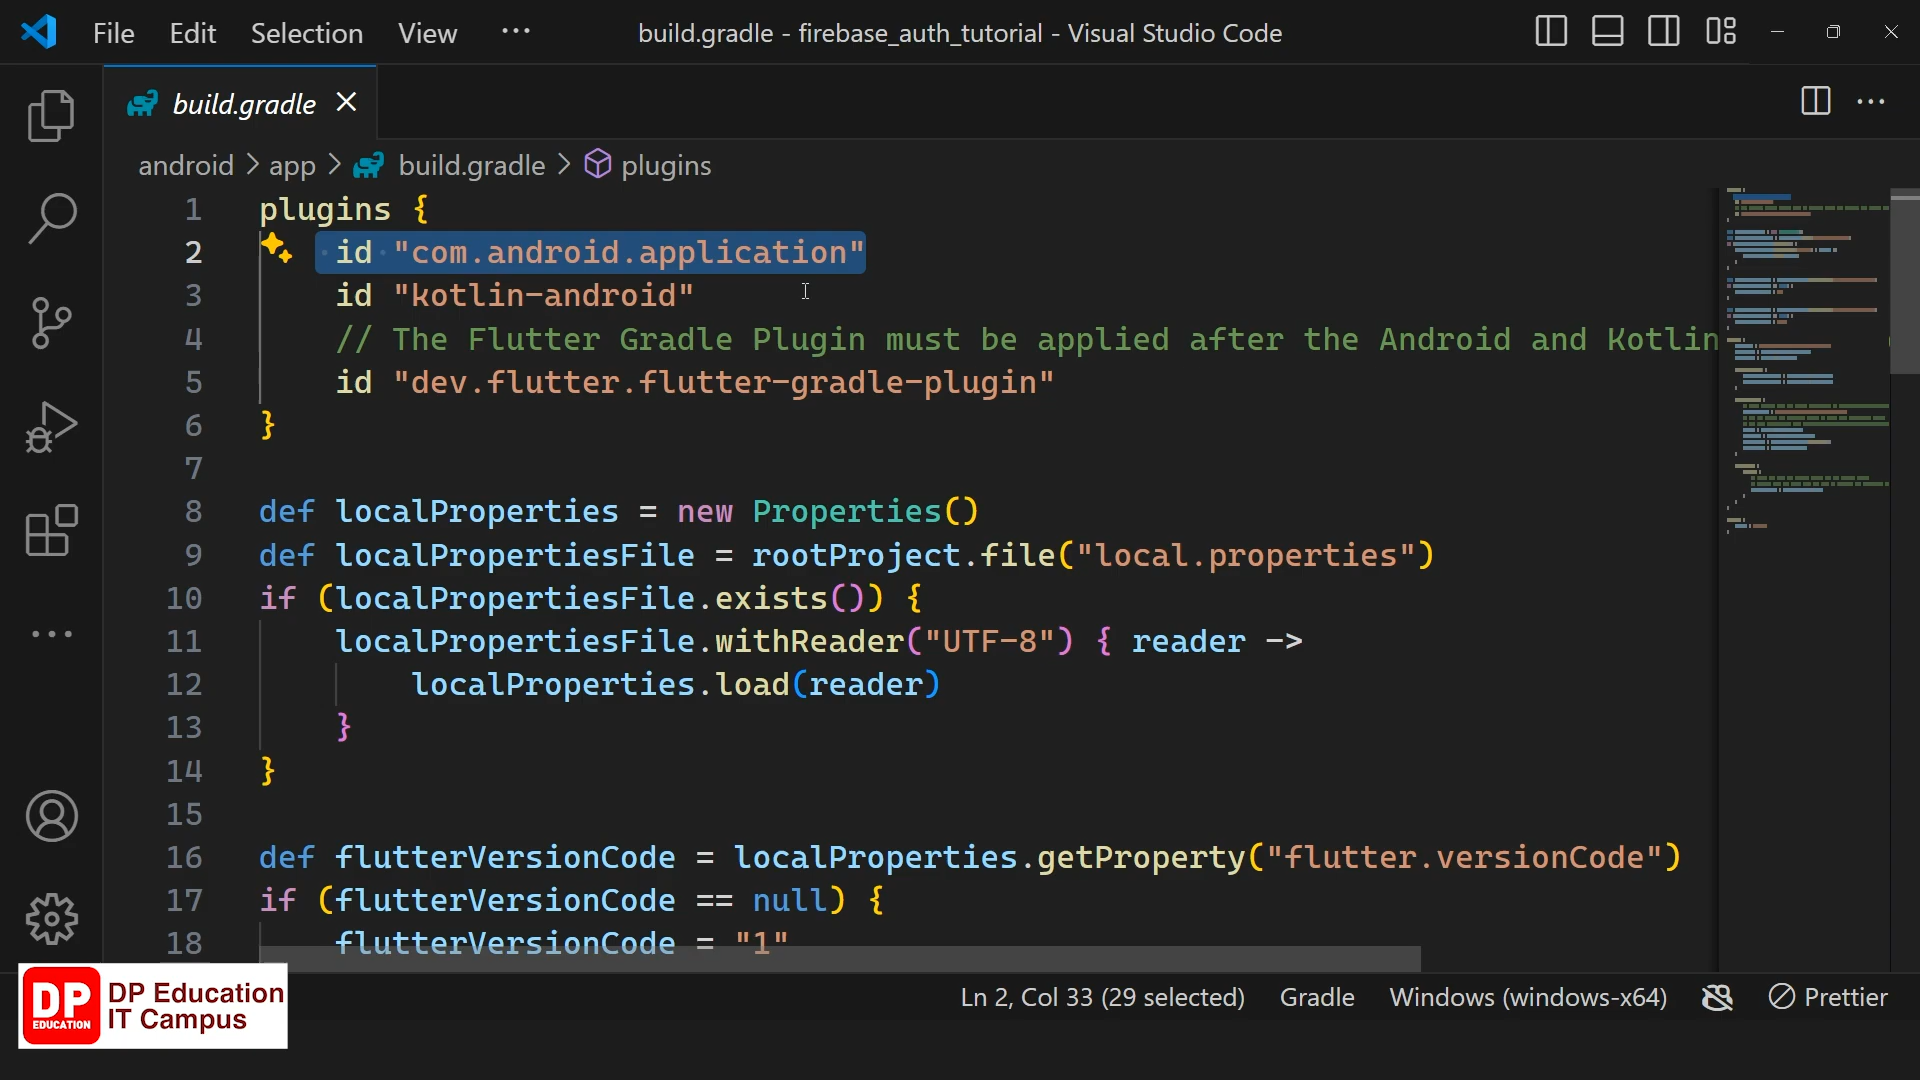 File Edit Selection View ··· build.gradle - firebase_auth_tutorial - Visual Studio Code
build.gradle
android > app > build.gradle > plugins
1 plugins {
2 id "com.android.application"
3 id "kotlin-android"
4 // The Flutter Gradle Plugin must be applied after the Android and Kotlin
5 id "dev.flutter.flutter-gradle-plugin"
6 }
7
8 def localProperties = new Properties()
9 def localPropertiesFile = rootProject.file("local.properties")
10 if (localPropertiesFile.exists()) {
11 localPropertiesFile.withReader("UTF-8") { reader ->
12 localProperties.load(reader)
13 }
14 }
15
16 def flutterVersionCode = localProperties.getProperty("flutter.versionCode")
17 if (flutterVersionCode == null) {
18 flutterVersionCode = "1"
DP EDUCATION
DP Education
IT Campus
Ln 2, Col 33 (29 selected) Gradle Windows (windows-x64) Prettier